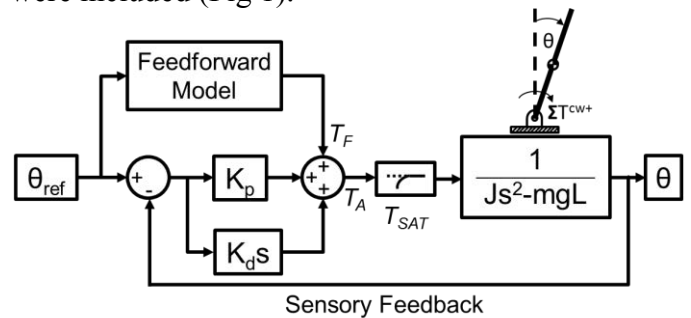 were included (Fig 1).
θ
ΣT^cw+
Feedforward
Model
T_F
θ_ref
+
-
K_p
+
+
+
T_A
T_SAT
1
Js²-mgL
θ
K_d s
Sensory Feedback